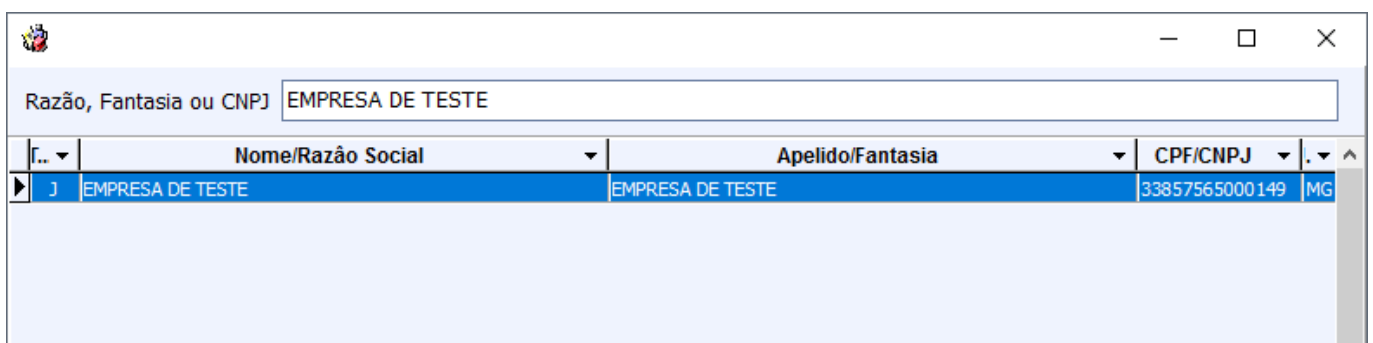 Razão, Fantasia ou CNPJ EMPRESA DE TESTE
Nome/Razâo Social Apelido/Fantasia CPF/CNPJ
J EMPRESA DE TESTE EMPRESA DE TESTE 33857565000149 MG